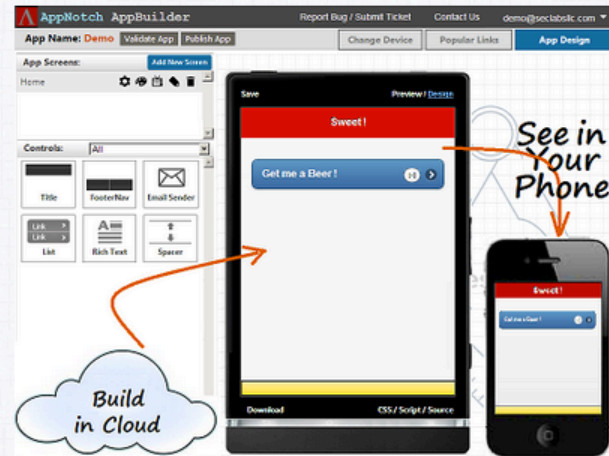 AppNotch AppBuilder
Report Bug / Submit Ticket Contact Us demo@seclabsllc.com
App Name: Demo Validate App Publish App
Change Device Popular Links App Design
App Screens: Add New Screen
Home
Controls: All
Title FooterNav Email Sender
Link
Link
List Rich Text Spacer
Save Preview / Design
Sweet!
Get me a Beer!
Download CSS / Script / Source
See in
Your
Phone
Sweet!
Get me a Beer!
Build
in Cloud